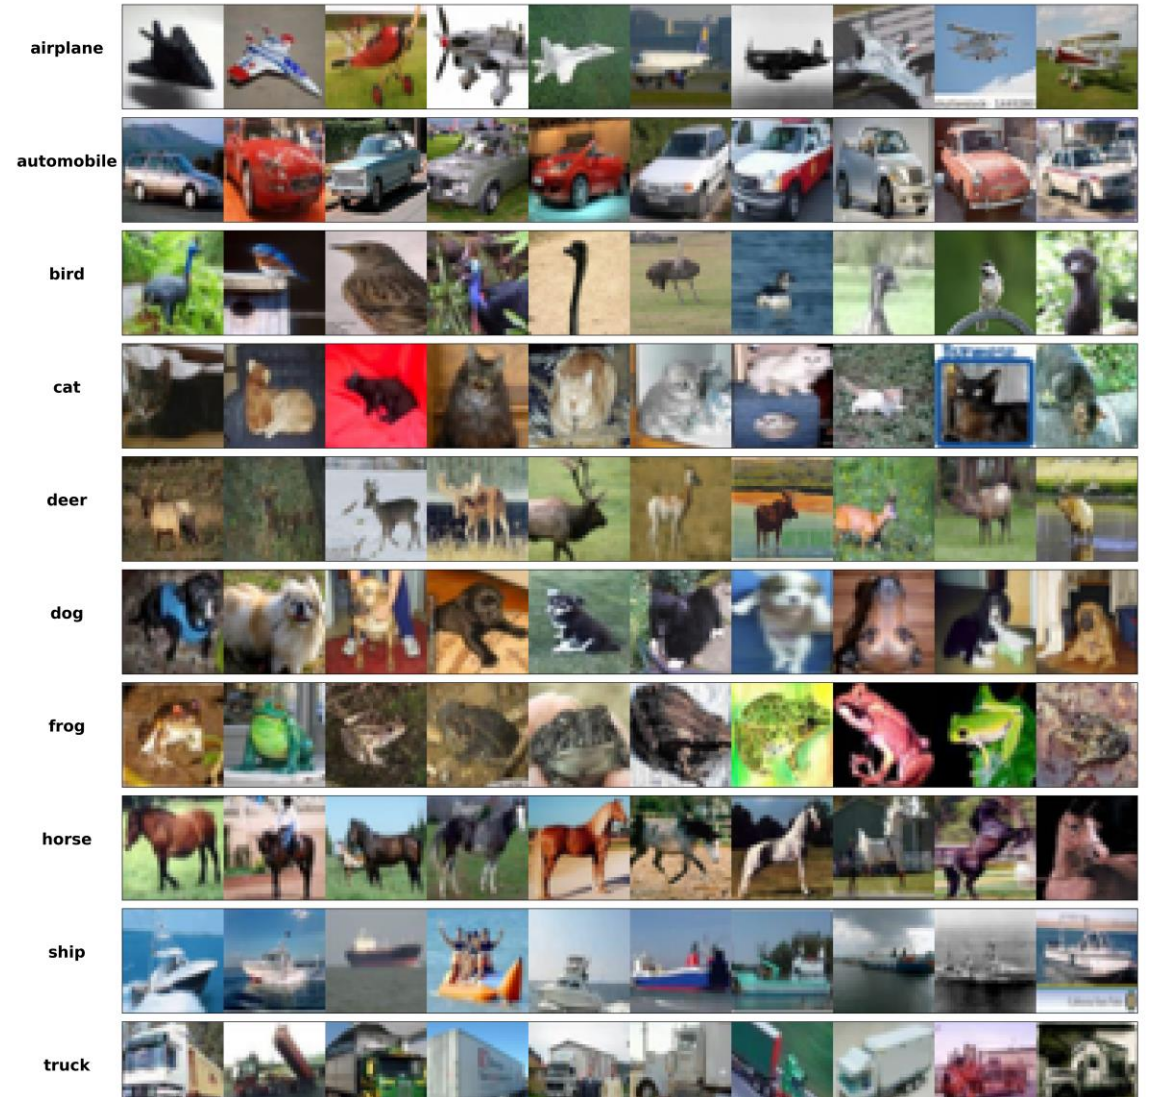 airplane
automobile
bird
cat
deer
dog
frog
horse
ship
truck